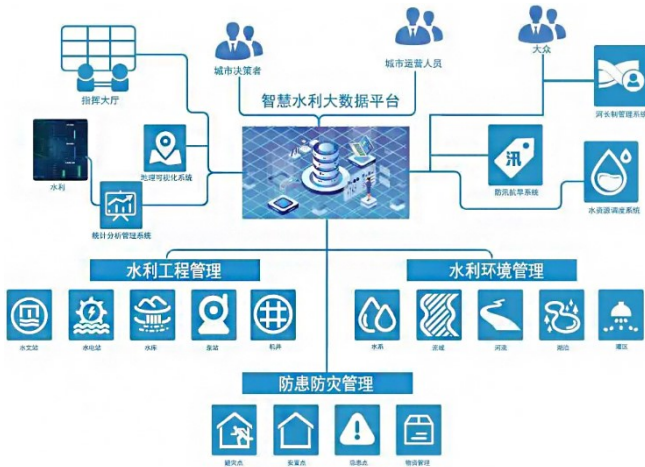 城市决策者
城市运营人员
大众
指挥大厅
智慧水利大数据平台
河长制管理系统
水利
地理可视化系统
汛
防汛抗旱系统
水资源调度系统
统计分析管理系统
水利工程管理
水利环境管理
水文站
水电站
水库
泵站
机井
水系
流域
河流
湖泊
灌区
防患防灾管理
避灾点
安置点
隐患点
物资管理